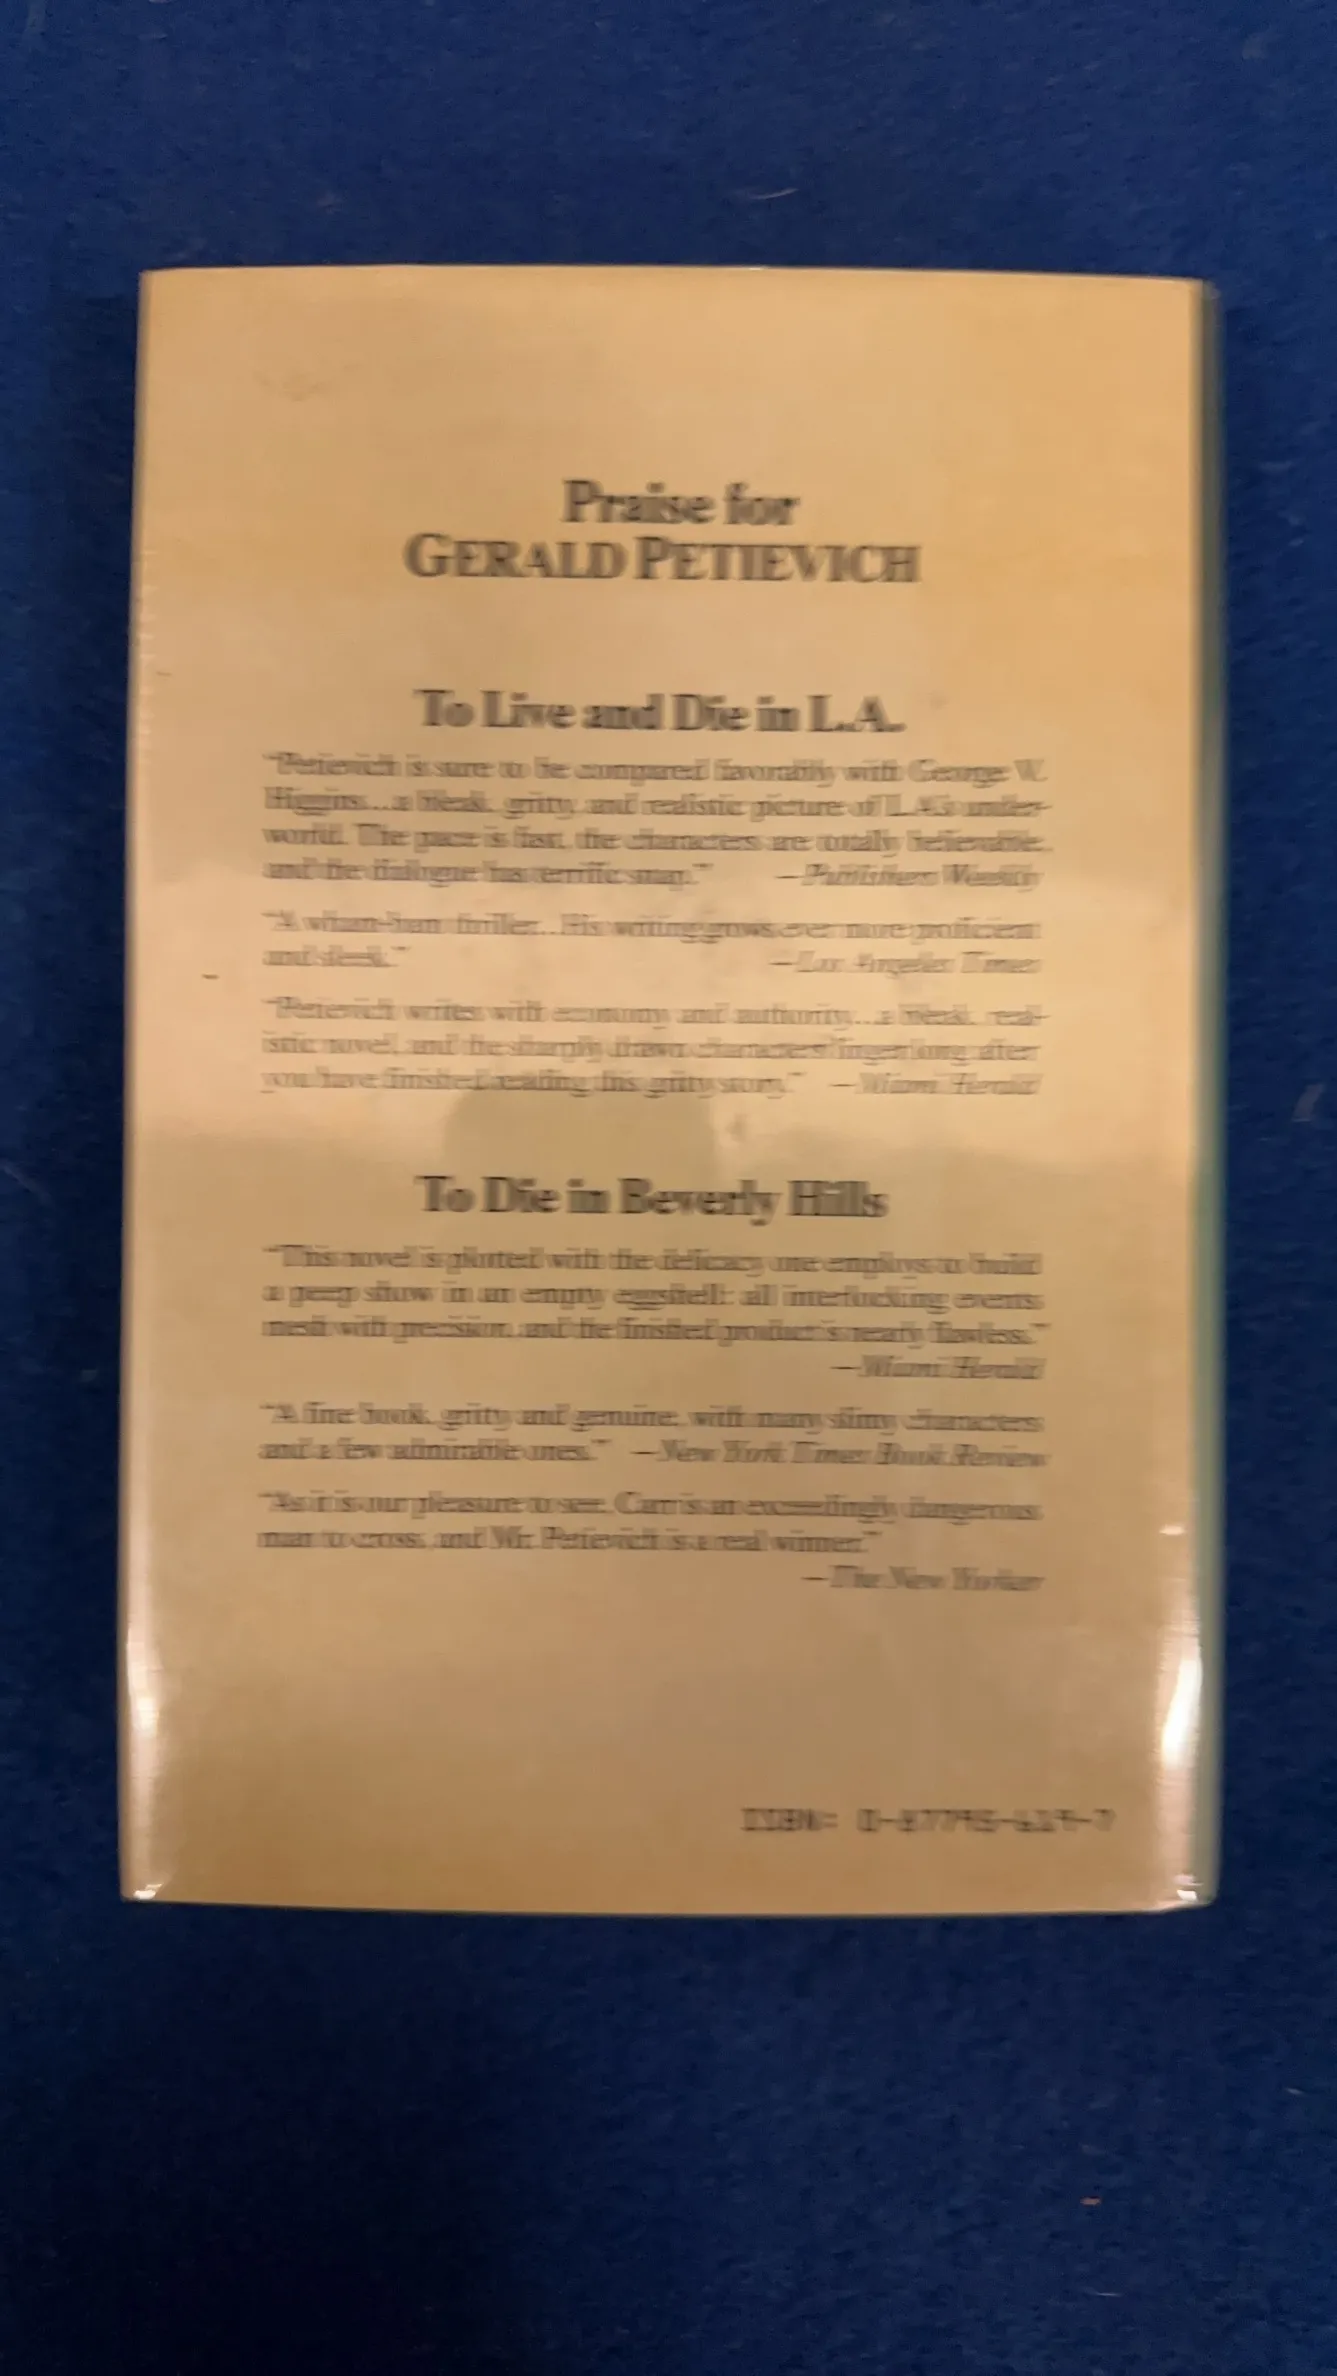 Praise for
GERALD PETIEVICH
To Live and Die in L.A.
"Petievich is sure to be compared favorably with George V.
Higgins...a bleak, gritty, and realistic picture of L.A.'s under-
world. The pace is fast, the characters are totally believable,
and the dialogue has terrific snap." —Publishers Weekly
"A wham-bam thriller...His writing grows ever more proficient
and sleek." —Los Angeles Times
"Petievich writes with economy and authority...a bleak, real-
istic novel, and the sharply drawn characters linger long after
you have finished reading this gritty story." —Miami Herald
To Die in Beverly Hills
"This novel is plotted with the delicacy one employs to build
a peep show in an empty eggshell: all interlocking events
mesh with precision, and the finished product is nearly flawless."
—Miami Herald
"A fine book, gritty and genuine, with many slimy characters
and a few admirable ones." —New York Times Book Review
"As it is our pleasure to see, Carr is an exceedingly dangerous
man to cross, and Mr. Petievich is a real winner."
—The New Yorker
ISBN: 0-87795-619-7